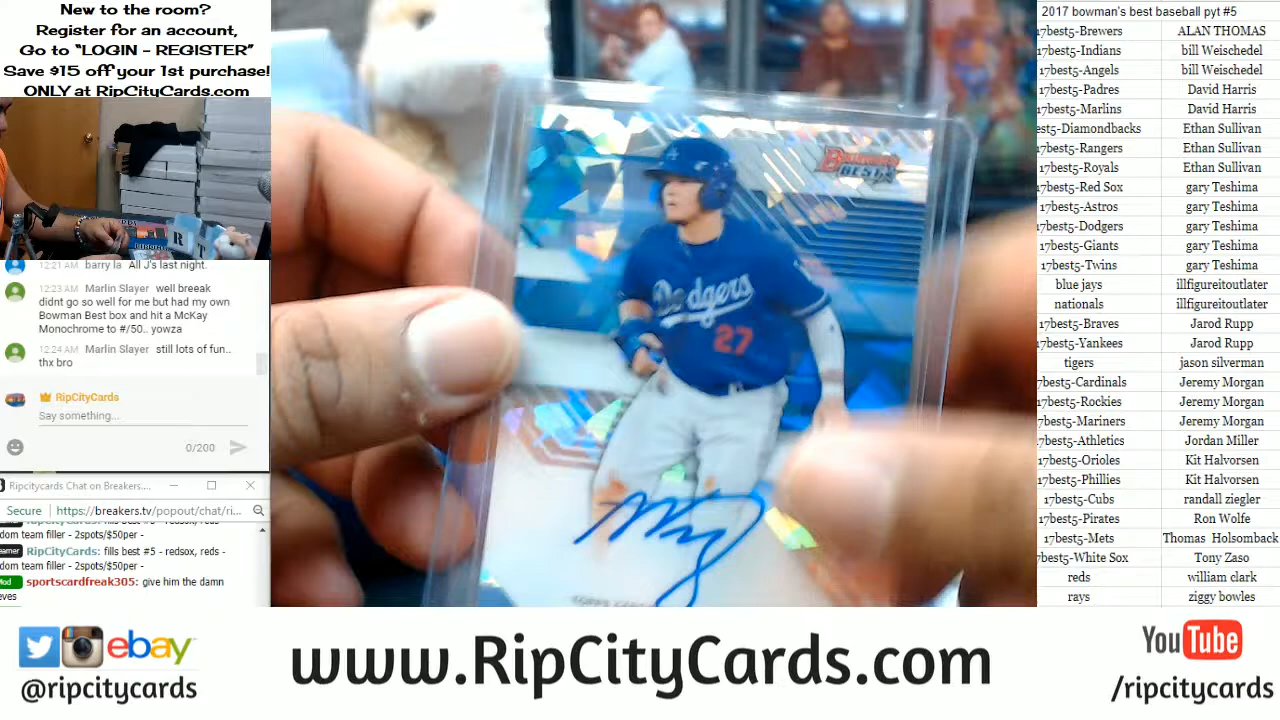 New to the room?
Register for an account,
Go to "LOGIN - REGISTER"
Save $15 off your 1st purchase!
ONLY at RipCityCards.com
12:21 AM barry la All J's last night.
12:23 AM Marlin Slayer well breeak
didnt go so well for me but had my own
Bowman Best box and hit a McKay
Monochrome to #/50.. yowza
12:24 AM Marlin Slayer still lots of fun..
thx bro
RipCityCards
Say something...
0/200
Ripcitycards Chat on Breakers....
Secure https://breakers.tv/popout/chat/ri...
RipCityCards: fills best #5 - redsox, reds -
dom team filler - 2spots/$50per -
eamer RipCityCards: fills best #5 - redsox, reds -
dom team filler - 2spots/$50per -
Mod sportscardfreak305: give him the damn
eves
BOWMAN'S
BEST
Dodgers
27
2017 bowman's best baseball pyt #5
17best5-Brewers ALAN THOMAS
17best5-Indians bill Weischedel
17best5-Angels bill Weischedel
17best5-Padres David Harris
17best5-Marlins David Harris
est5-Diamondbacks Ethan Sullivan
17best5-Rangers Ethan Sullivan
17best5-Royals Ethan Sullivan
17best5-Red Sox gary Teshima
17best5-Astros gary Teshima
17best5-Dodgers gary Teshima
17best5-Giants gary Teshima
17best5-Twins gary Teshima
blue jays illfigureitoutlater
nationals illfigureitoutlater
17best5-Braves Jarod Rupp
17best5-Yankees Jarod Rupp
tigers jason silverman
7best5-Cardinals Jeremy Morgan
17best5-Rockies Jeremy Morgan
7best5-Mariners Jeremy Morgan
17best5-Athletics Jordan Miller
17best5-Orioles Kit Halvorsen
17best5-Phillies Kit Halvorsen
17best5-Cubs randall ziegler
17best5-Pirates Ron Wolfe
17best5-Mets Thomas Holsomback
7best5-White Sox Tony Zaso
reds william clark
rays ziggy bowles
ebay
@ripcitycards
www.RipCityCards.com
YouTube
/ripcitycards